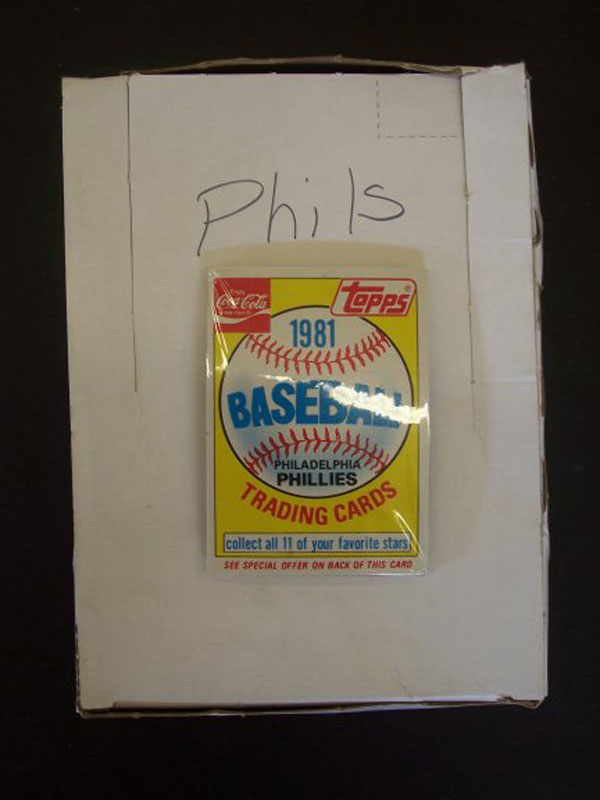 Phils
Enjoy
Coca-Cola
topps®
1981
BASEBALL
PHILADELPHIA
PHILLIES
TRADING CARDS
collect all 11 of your favorite stars
SEE SPECIAL OFFER ON BACK OF THIS CARD